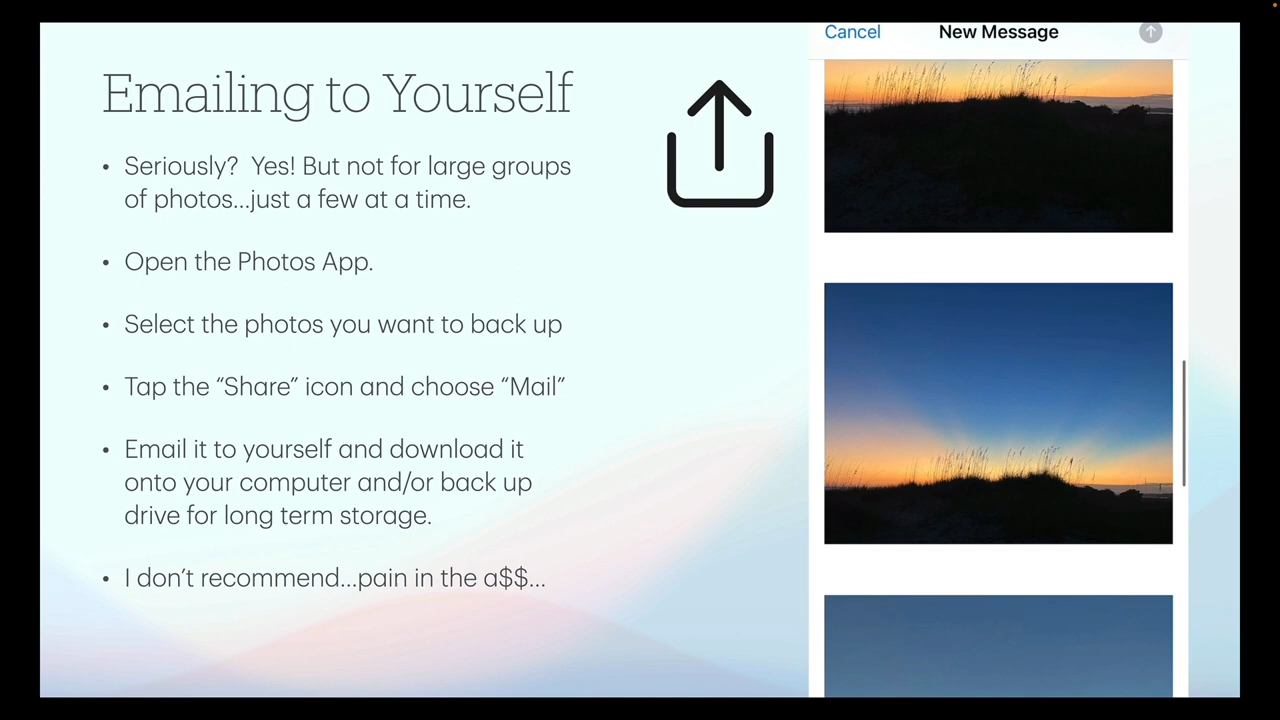 Emailing to Yourself
• Seriously?  Yes! But not for large groups
of photos...just a few at a time.
• Open the Photos App.
• Select the photos you want to back up
• Tap the “Share” icon and choose “Mail”
• Email it to yourself and download it
onto your computer and/or back up
drive for long term storage.
• I don’t recommend...pain in the a$$...
Cancel
New Message